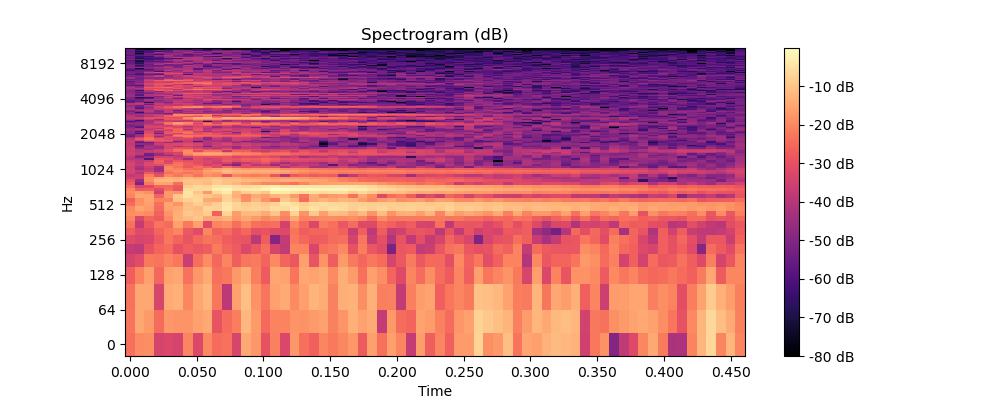 Spectrogram (dB)
Hz
8192
4096
2048
1024
512
256
128
64
0
0.000 0.050 0.100 0.150 0.200 0.250 0.300 0.350 0.400 0.450
Time
-10 dB
-20 dB
-30 dB
-40 dB
-50 dB
-60 dB
-70 dB
-80 dB